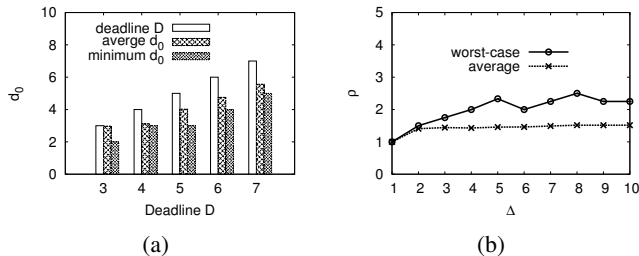 deadline D
averge d0
minimum d0
10
8
6
4
2
0
d0
3 4 5 6 7
Deadline D
(a)
worst-case
average
5
4
3
2
1
0
ρ
1 2 3 4 5 6 7 8 9 10
Δ
(b)